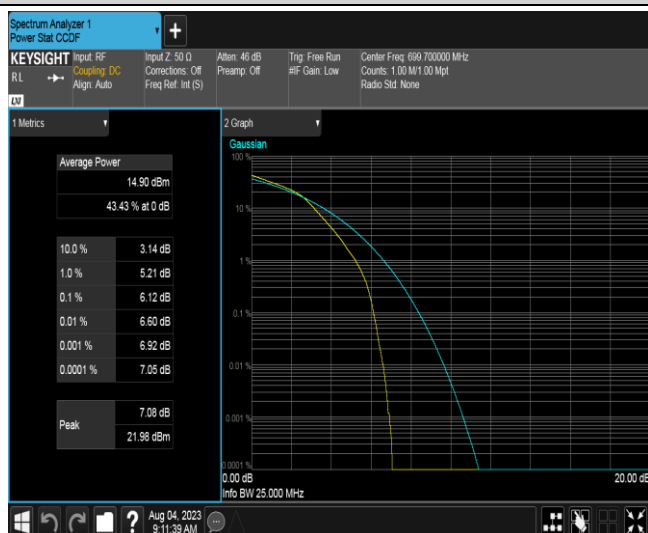 Spectrum Analyzer 1
Power Stat CCDF
KEYSIGHT
Input: RF
Input Z: 50 Ω
Atten: 46 dB
Trig: Free Run
Center Freq: 699.700000 MHz
RL
Coupling: DC
Corrections: Off
Preamp: Off
#IF Gain: Low
Counts: 1.00 M/1.00 Mpt
Align: Auto
Freq Ref: Int (S)
Radio Std: None
LXI
1 Metrics
2 Graph
Gaussian
Average Power
14.90 dBm
43.43 % at 0 dB
10.0 % 3.14 dB
1.0 % 5.21 dB
0.1 % 6.12 dB
0.01 % 6.60 dB
0.001 % 6.92 dB
0.0001 % 7.05 dB
Peak
7.08 dB
21.98 dBm
100 %
10 %
1 %
0.1 %
0.01 %
0.001 %
0.0001 %
0.00 dB
20.00 dB
Info BW 25.000 MHz
?
Aug 04, 2023
9:11:39 AM